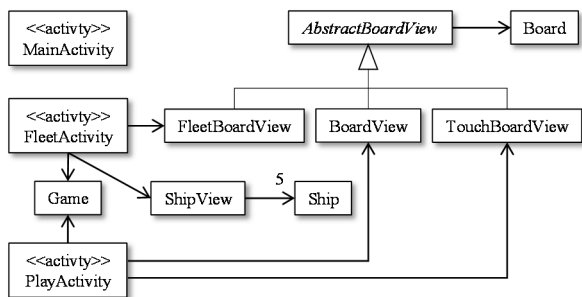 <<activty>>
MainActivity
AbstractBoardView
Board
<<activty>>
FleetActivity
FleetBoardView
BoardView
TouchBoardView
Game
ShipView
5
Ship
<<activty>>
PlayActivity